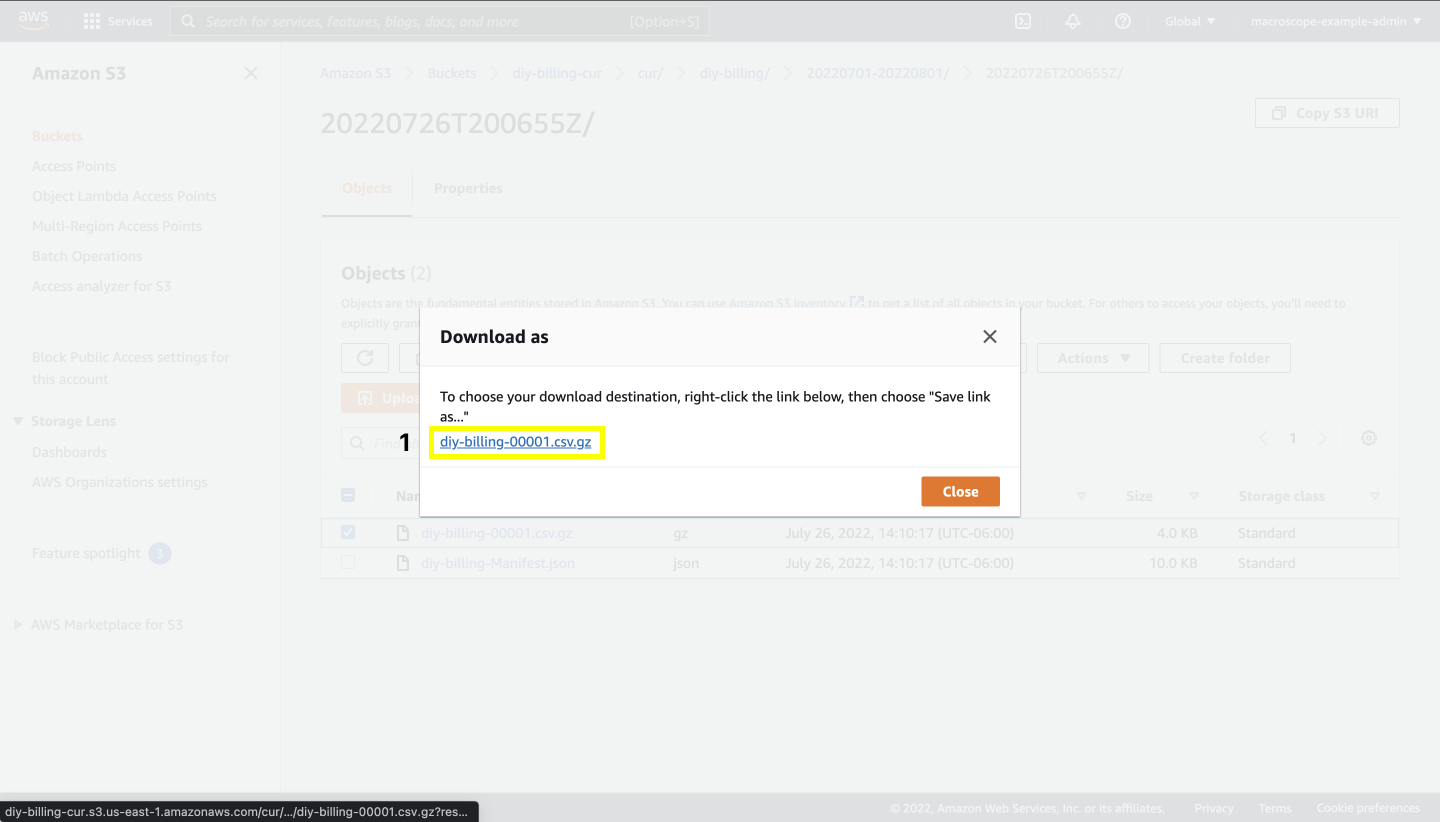 aws
Services
Search for services, features, blogs, docs, and more
[Option+S]
Global
macroscope-example-admin
Amazon S3
Buckets
Access Points
Object Lambda Access Points
Multi-Region Access Points
Batch Operations
Access analyzer for S3
Block Public Access settings for
this account
Storage Lens
Dashboards
AWS Organizations settings
Feature spotlight 3
AWS Marketplace for S3
Amazon S3 > Buckets > diy-billing-cur > cur/ > diy-billing/ > 20220701-20220801/ > 20220726T200655Z/
20220726T200655Z/
Copy S3 URI
Objects
Properties
Objects (2)
Objects are the fundamental entities stored in Amazon S3. You can use Amazon S3 inventory to get a list of all objects in your bucket. For others to access your objects, you'll need to
explicitly
Actions
Create folder
1
Download as
To choose your download destination, right-click the link below, then choose "Save link
as..."
1 diy-billing-00001.csv.gz
Close
Size
Storage class
diy-billing-00001.csv.gz gz July 26, 2022, 14:10:17 (UTC-06:00) 4.0 KB Standard
diy-billing-Manifest.json json July 26, 2022, 14:10:17 (UTC-06:00) 10.0 KB Standard
diy-billing-cur.s3.us-east-1.amazonaws.com/cur/.../diy-billing-00001.csv.gz?res...
© 2022, Amazon Web Services, Inc. or its affiliates.
Privacy
Terms
Cookie preferences